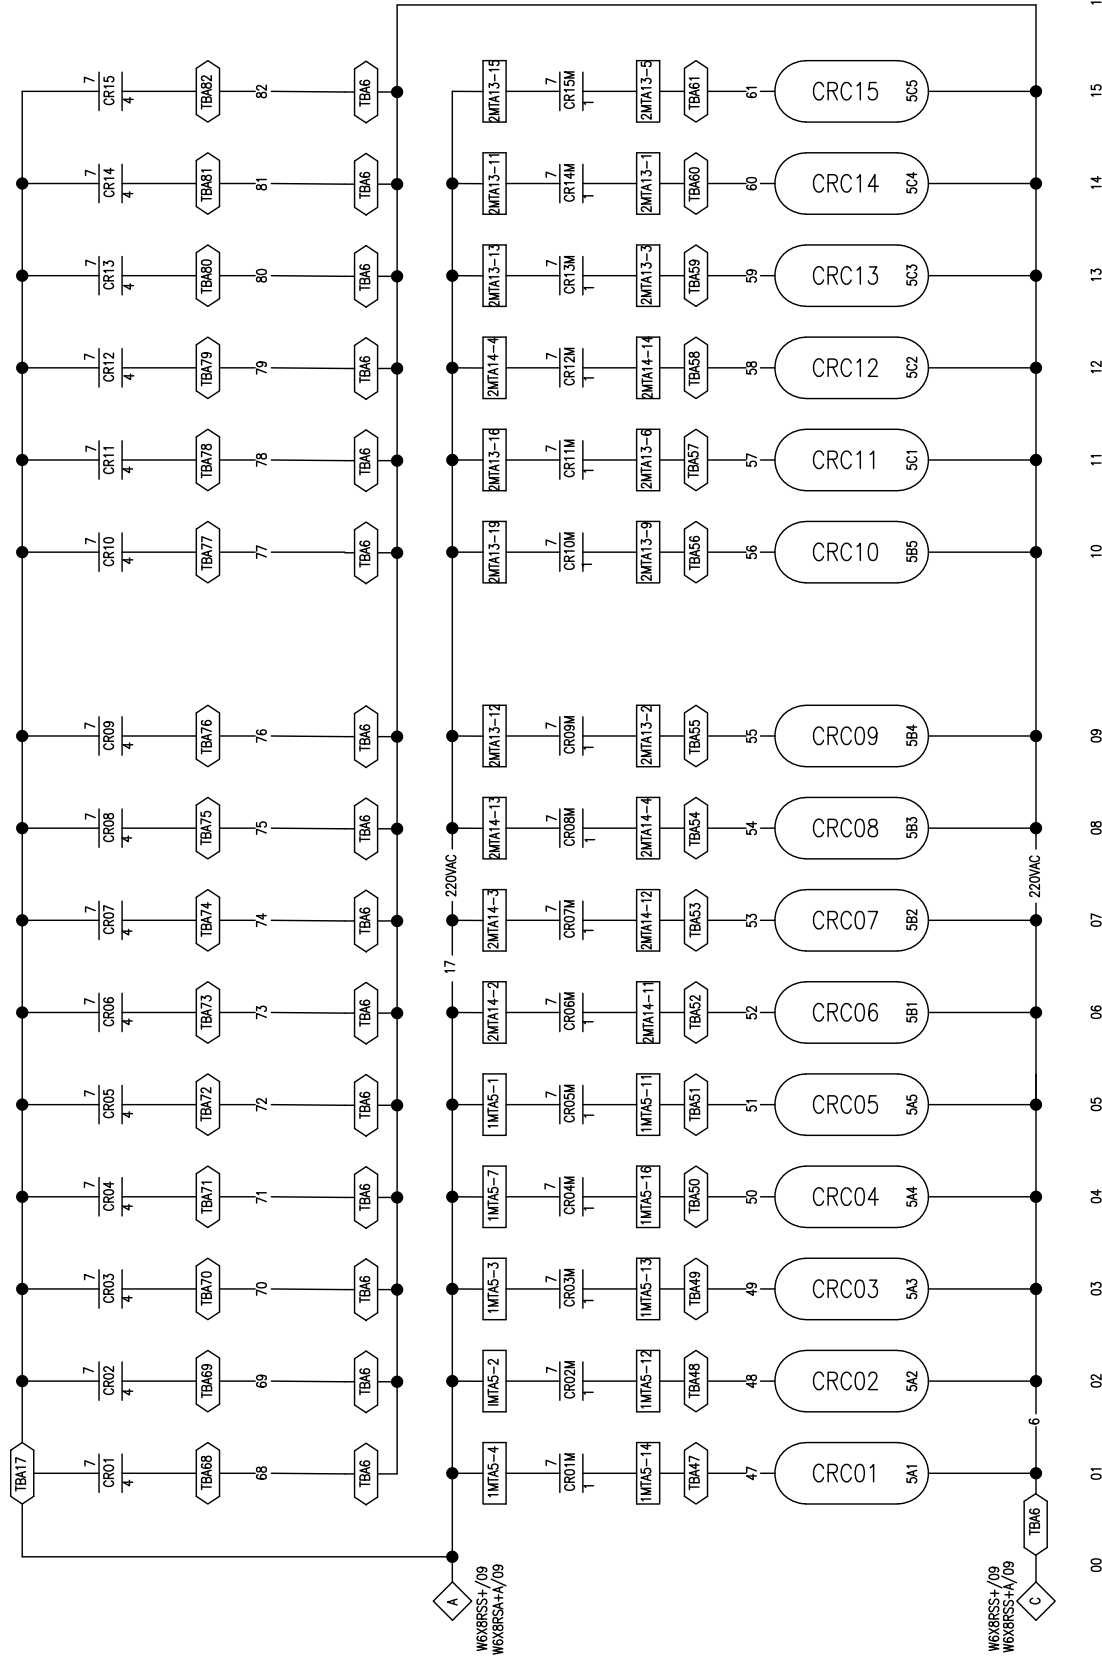 1
7 CR15 4 TBA82 82 TBA6 2MTA13-15 7 CR15M 1 2MTA13-5 TBA61 61 CRC15 5C5 15
7 CR14 4 TBA81 81 TBA6 2MTA13-11 7 CR14M 1 2MTA13-1 TBA60 60 CRC14 5C4 14
7 CR13 4 TBA80 80 TBA6 2MTA13-13 7 CR13M 1 2MTA13-3 TBA59 59 CRC13 5C3 13
7 CR12 4 TBA79 79 TBA6 2MTA14-4 7 CR12M 1 2MTA14-14 TBA58 58 CRC12 5C2 12
7 CR11 4 TBA78 78 TBA6 2MTA13-16 7 CR11M 1 2MTA13-6 TBA57 57 CRC11 5C1 11
7 CR10 4 TBA77 77 TBA6 2MTA13-19 7 CR10M 1 2MTA13-9 TBA56 56 CRC10 5B5 10
7 CR09 4 TBA76 76 TBA6 2MTA13-12 7 CR09M 1 2MTA13-2 TBA55 55 CRC09 5B4 09
7 CR08 4 TBA75 75 TBA6 2MTA14-13 7 CR08M 1 2MTA14-4 TBA54 54 CRC08 5B3 08
220VAC 220VAC
7 CR07 4 TBA74 74 TBA6 2MTA14-3 7 CR07M 1 2MTA14-12 TBA53 53 CRC07 5B2 07
17
7 CR06 4 TBA73 73 TBA6 2MTA14-2 7 CR06M 1 2MTA14-11 TBA52 52 CRC06 5B1 06
7 CR05 4 TBA72 72 TBA6 1MTA5-1 7 CR05M 1 1MTA5-11 TBA51 51 CRC05 5A5 05
7 CR04 4 TBA71 71 TBA6 1MTA5-7 7 CR04M 1 1MTA5-16 TBA50 50 CRC04 5A4 04
7 CR03 4 TBA70 70 TBA6 1MTA5-3 7 CR03M 1 1MTA5-13 TBA49 49 CRC03 5A3 03
7 CR02 4 TBA69 69 TBA6 IMTA5-2 7 CR02M 1 1MTA5-12 TBA48 48 CRC02 5A2 02
6
TBA17 7 CR01 4 TBA68 68 TBA6 1MTA5-4 7 CR01M 1 1MTA5-14 TBA47 47 CRC01 5A1 01
TBA6
00
A
W6X8RSS+/09
W6X8RSA+A/09
W6X8RSS+/09
W6X8RSS+A/09
C